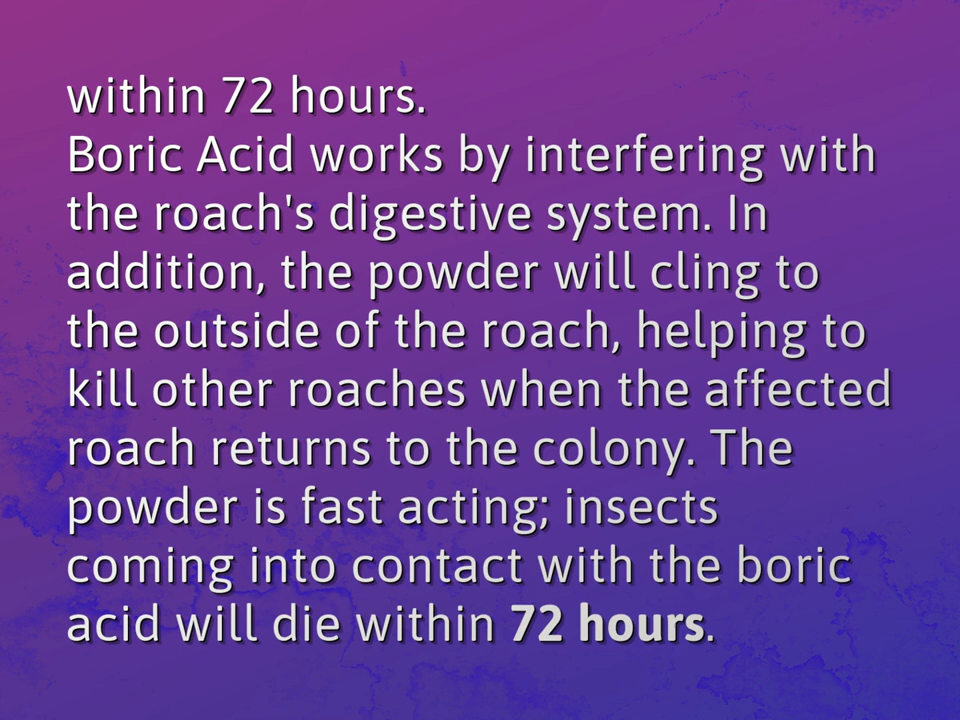 within 72 hours.
Boric Acid works by interfering with
the roach's digestive system. In
addition, the powder will cling to
the outside of the roach, helping to
kill other roaches when the affected
roach returns to the colony. The
powder is fast acting; insects
coming into contact with the boric
acid will die within 72 hours.